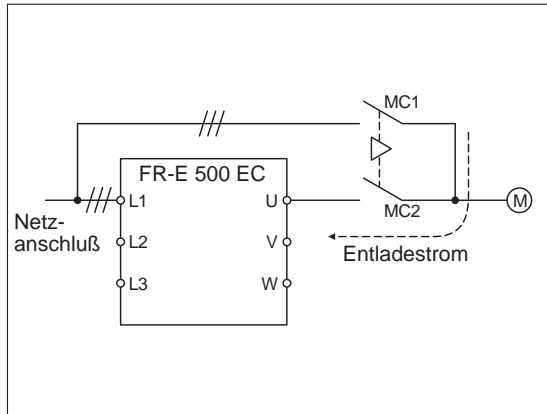 MC1
FR-E 500 EC
L1
U
MC2
M
Netz-
anschluß
L2
V
Entladestrom
L3
W